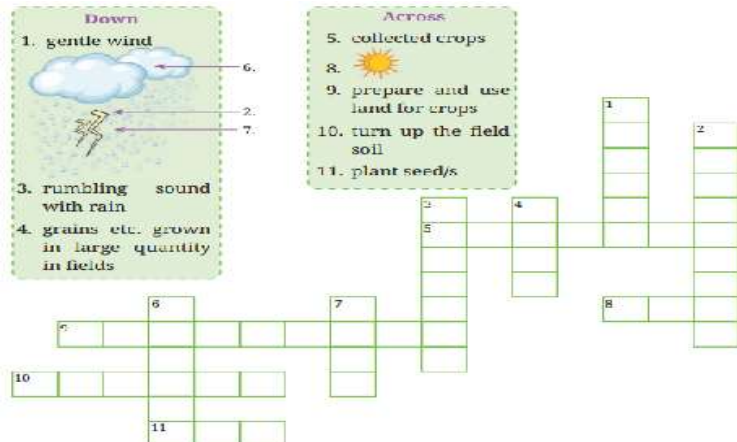 Down
1. gentle wind
6.
2.
7.
3. rumbling sound
with rain
4. grains etc. grown
in large quantity
in fields
Across
5. collected crops
8.
9. prepare and use
land for crops
10. turn up the field
soil
11. plant seed/s
1
2
3
4
5
6
7
8
9
10
11